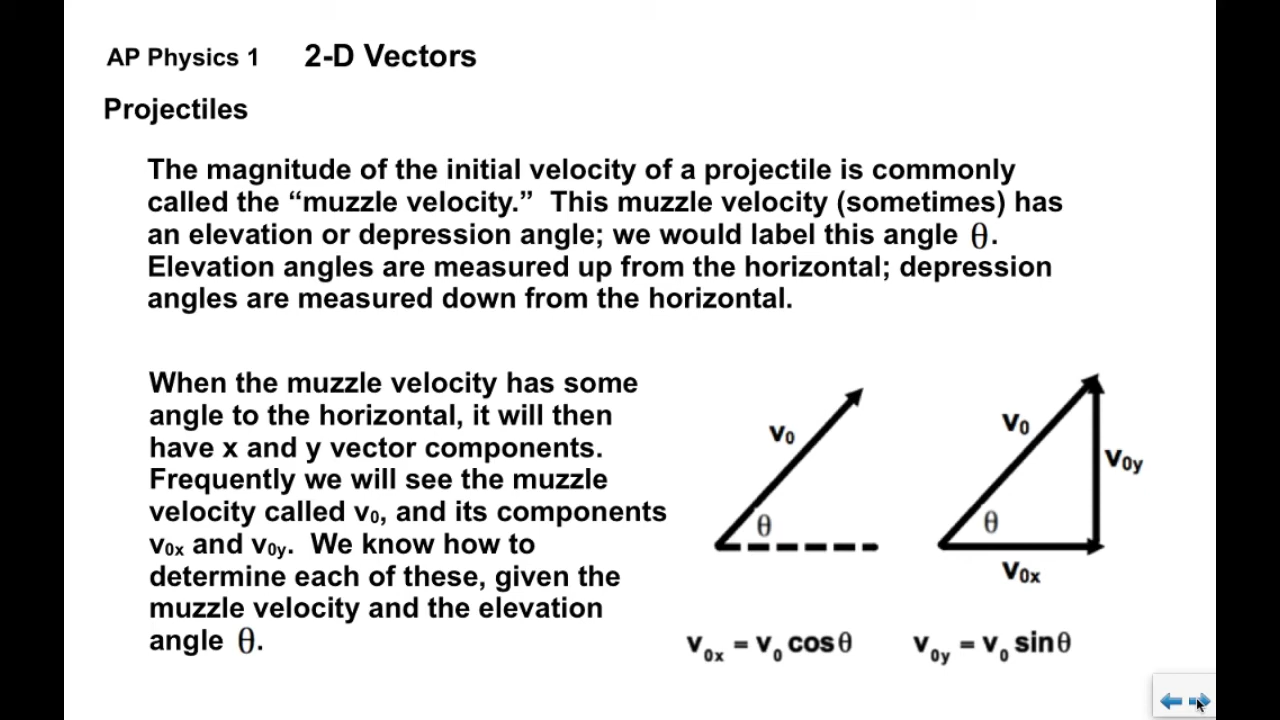 AP Physics 1 2-D Vectors
Projectiles
The magnitude of the initial velocity of a projectile is commonly
called the “muzzle velocity.” This muzzle velocity (sometimes) has
an elevation or depression angle; we would label this angle θ.
Elevation angles are measured up from the horizontal; depression
angles are measured down from the horizontal.
When the muzzle velocity has some
angle to the horizontal, it will then
have x and y vector components.
Frequently we will see the muzzle
velocity called v₀, and its components
v₀x and v₀y. We know how to
determine each of these, given the
muzzle velocity and the elevation
angle θ.
v₀
θ
v₀
v₀y
θ
v₀x
v₀x = v₀ cosθ
v₀y = v₀ sinθ